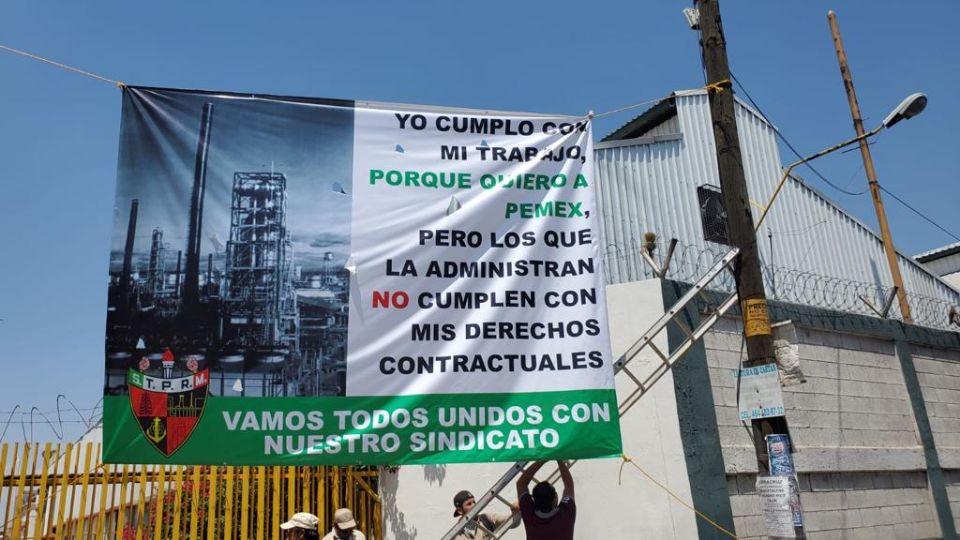 YO CUMPLO CON
MI TRABAJO,
PORQUE QUIERO A
PEMEX,
PERO LOS QUE
LA ADMINISTRAN
NO CUMPLEN CON
MIS DERECHOS
CONTRACTUALES
S.T.P.R.M.
VAMOS TODOS UNIDOS CON
NUESTRO SINDICATO